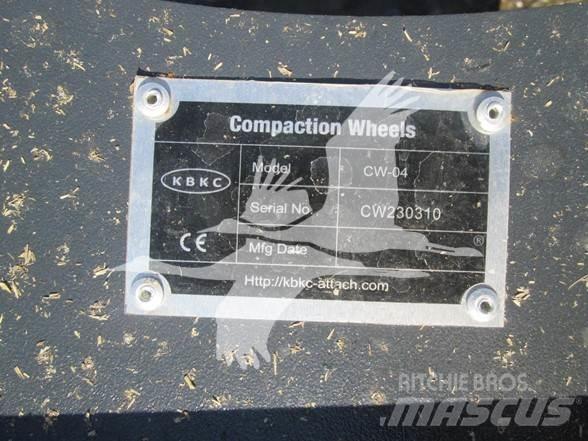 Compaction Wheels
KBKC
Model CW-04
Serial No. CW230310
CE
Mfg Date
Http://kbkc-attach.com
®
RITCHIE BROS.
MASCUS